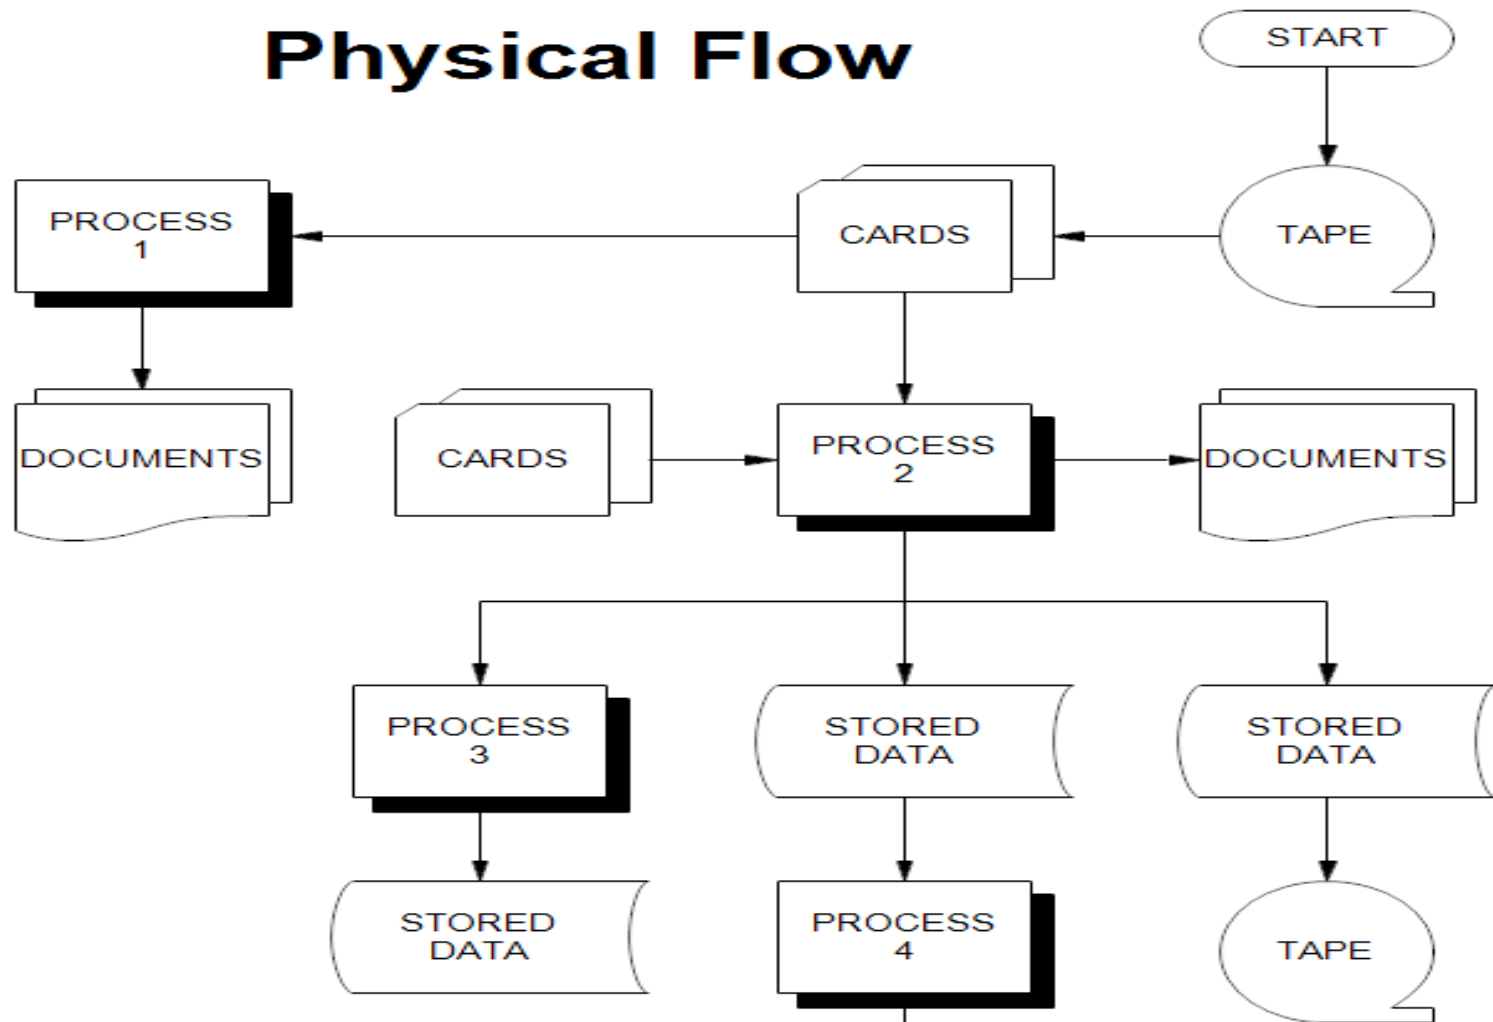 Physical Flow
START
PROCESS
1
CARDS
TAPE
DOCUMENTS
CARDS
PROCESS
2
DOCUMENTS
PROCESS
3
STORED
DATA
STORED
DATA
STORED
DATA
PROCESS
4
TAPE